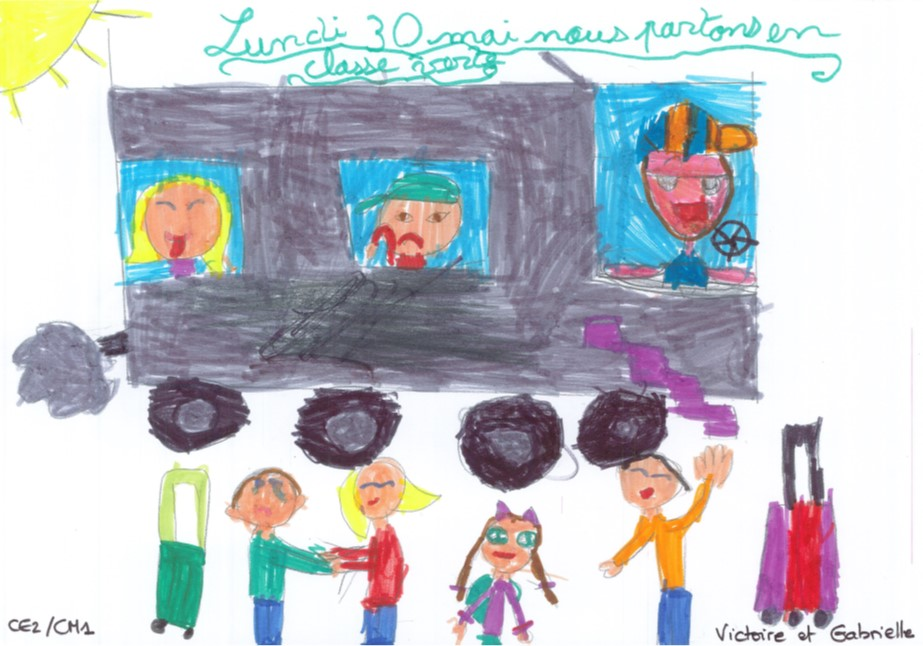 Lundi 30 mai nous partons en
classe verte
CE2/CM1
Victoire et Gabrielle